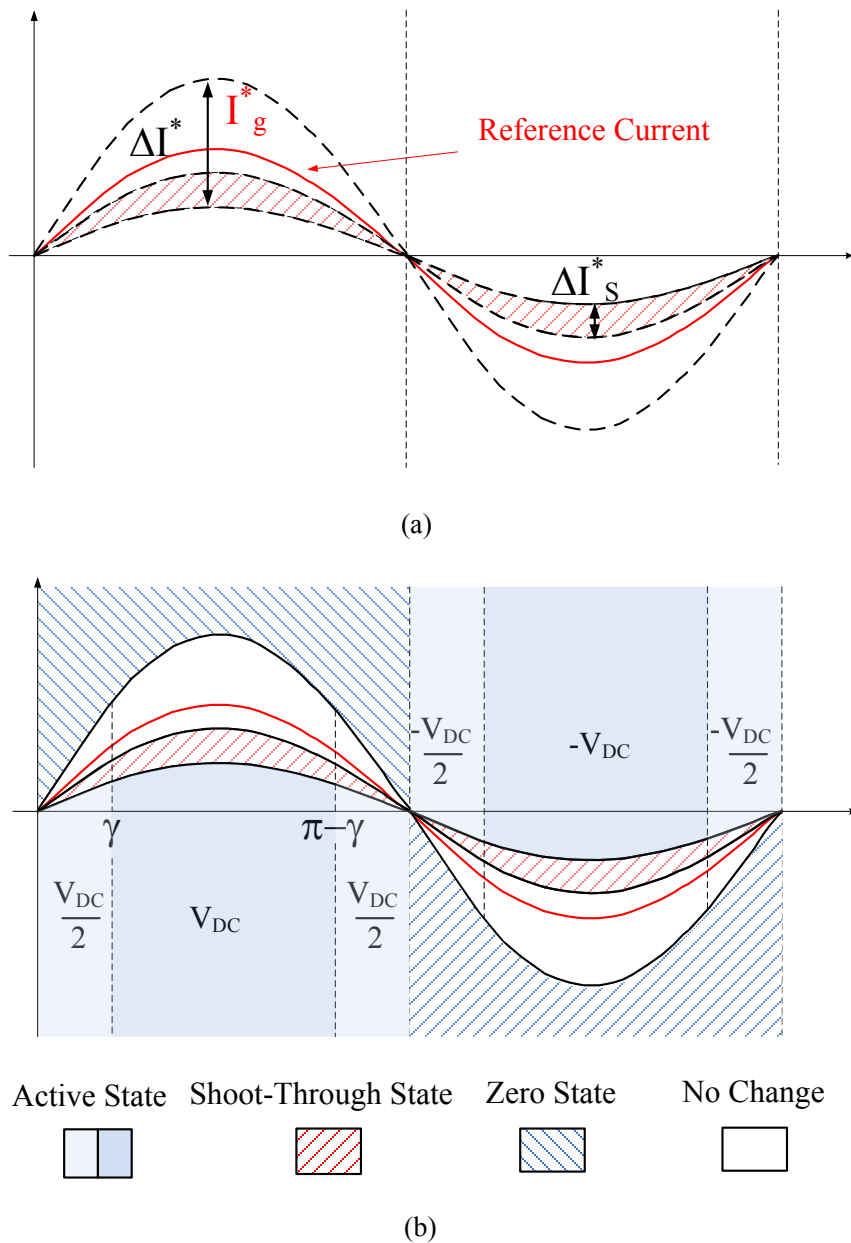 I*g
ΔI*
Reference Current
ΔI*S
(a)
-VDC
2
-VDC
-VDC
2
γ
π−γ
VDC
2
VDC
VDC
2
Active State
Shoot-Through State
Zero State
No Change
(b)